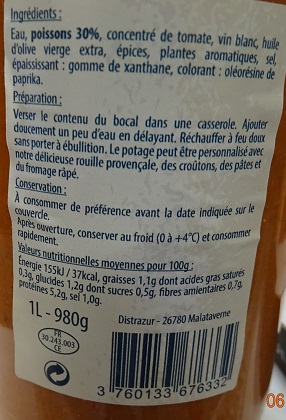 Ingrédients :
Eau, poissons 30%, concentré de tomate, vin blanc, huile
d'olive vierge extra, épices, plantes aromatiques, sel,
épaississant : gomme de xanthane, colorant : oléorésine de
paprika.
Préparation :
Verser le contenu du bocal dans une casserole. Ajouter
doucement un peu d'eau en délayant. Réchauffer à feu doux
sans porter à ébullition. Le potage peut être personnalisé avec
notre délicieuse rouille provençale, des croûtons, des pâtes et
du fromage râpé.
Conservation :
À consommer de préférence avant la date indiquée sur le
couvercle.
Après ouverture, conserver au froid (0 à +4°C) et consommer
rapidement.
Valeurs nutritionnelles moyennes pour 100g :
Énergie 155kJ / 37kcal, graisses 1,1g dont acides gras saturés
0,3g, glucides 1,2g dont sucres 0,5g, fibres amientaires 0,7g,
protéines 5,2g, sel 1,0g.
1L - 980g
Distrazur - 26780 Malataverne
FR
30.243.003
CE
3 760133 676332
06